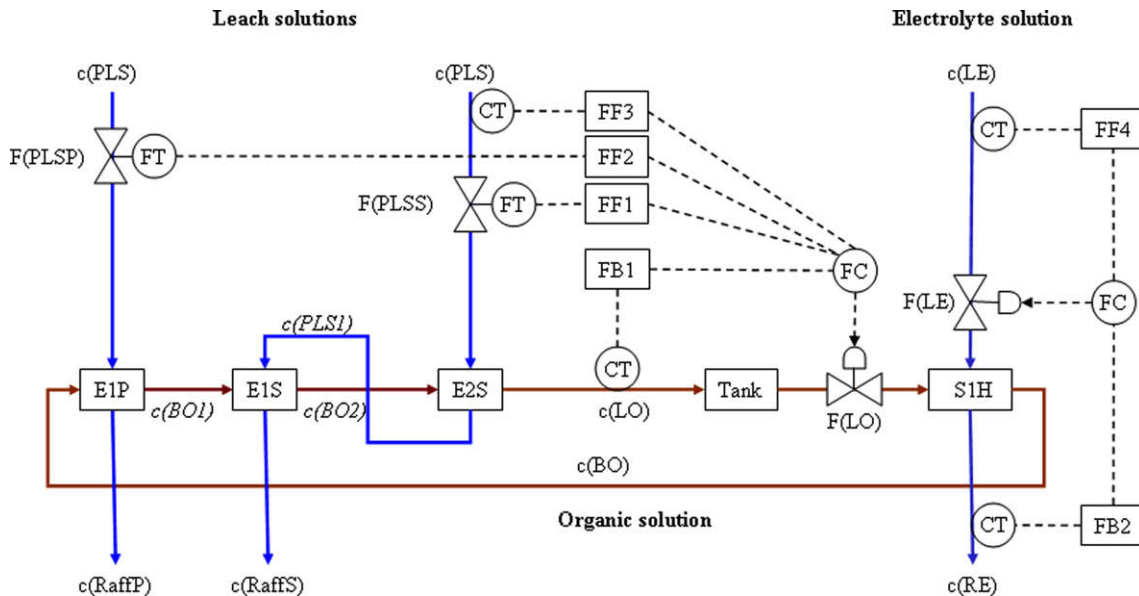 Leach solutions
Electrolyte solution
c(PLS)
c(PLS)
c(LE)
CT
FF3
CT
FF4
F(PLSP)
FT
FF2
F(PLSS)
FT
FF1
FB1
FC
F(LE)
FC
c(PLS1)
CT
E1P
E1S
E2S
Tank
S1H
c(BO1)
c(BO2)
c(LO)
F(LO)
c(BO)
Organic solution
CT
FB2
c(RaffP)
c(RaffS)
c(RE)